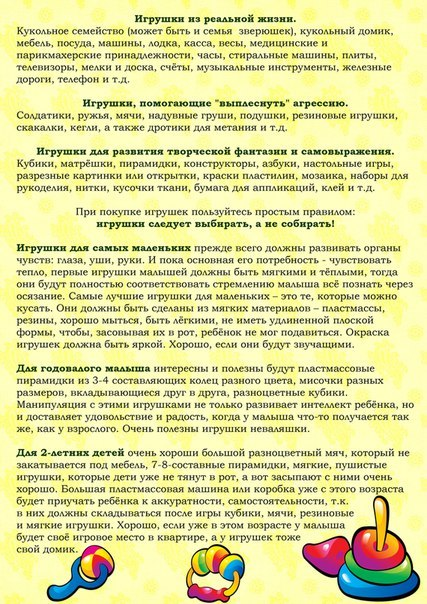 Игрушки из реальной жизни.
Кукольное семейство (может быть и семья  зверюшек), кукольный домик,
мебель, посуда, машины, лодка, касса, весы, медицинские и
парикмахерские принадлежности, часы, стиральные машины, плиты,
телевизоры, мелки и доска, счёты, музыкальные инструменты, железные
дороги, телефон и т.д.
Игрушки, помогающие "выплеснуть" агрессию.
Солдатики, ружья, мячи, надувные груши, подушки, резиновые игрушки,
скакалки, кегли, а также дротики для метания и т.д.
Игрушки для развития творческой фантазии и самовыражения.
Кубики, матрёшки, пирамидки, конструкторы, азбуки, настольные игры,
разрезные картинки или открытки, краски пластилин, мозаика, наборы для
рукоделия, нитки, кусочки ткани, бумага для аппликаций, клей и т.д.
При покупке игрушек пользуйтесь простым правилом:
игрушки следует выбирать, а не собирать!
Игрушки для самых маленьких прежде всего должны развивать органы
чувств: глаза, уши, руки. И пока основная его потребность - чувствовать
тепло, первые игрушки малышей должны быть мягкими и тёплыми, тогда
они будут полностью соответствовать стремлению малыша всё познать через
осязание. Самые лучшие игрушки для маленьких – это те, которые можно
кусать. Они должны быть сделаны из мягких материалов – пластмассы,
резины, хорошо мыться, быть лёгкими, не иметь удлиненной плоской
формы, чтобы, засовывая их в рот, ребёнок не мог подавиться. Окраска
игрушек должна быть яркой. Хорошо, если они будут звучащими.
Для годовалого малыша интересны и полезны будут пластмассовые
пирамидки из 3-4 составляющих колец разного цвета, мисочки разных
размеров, вкладывающиеся друг в друга, разноцветные кубики.
Манипуляция с этими игрушками не только развивает интеллект ребёнка, но
и доставляет удовольствие и радость, когда у малыша что-то получается так
же, как у взрослого. Очень полезны игрушки неваляшки.
Для 2-летних детей очень хороши большой разноцветный мяч, который не
закатывается под мебель, 7-8-составные пирамидки, мягкие, пушистые
игрушки, которые дети уже не тянут в рот, а вот засыпают с ними очень
хорошо. Большая пластмассовая машина или коробка уже с этого возраста
будет приучать ребёнка к аккуратности, самостоятельности, т.к.
в них должны складываться после игры кубики, мячи, резиновые
и мягкие игрушки. Хорошо, если уже в этом возрасте у малыша
будет своё игровое место в квартире, а у игрушек тоже
свой домик.